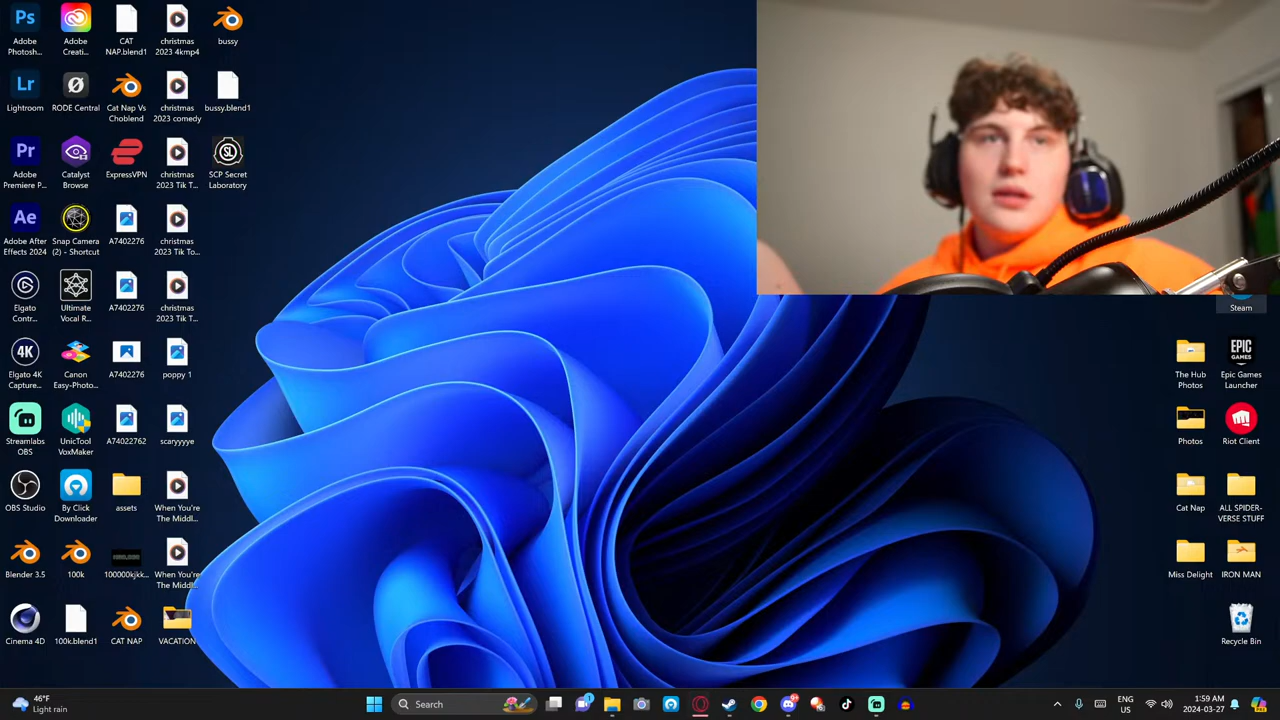 Adobe
Photosh...
Adobe
Creati...
CAT
NAP.blend1
christmas
2023 4kmp4
bussy
Lightroom
RODE Central
Cat Nap Vs
Choblend
christmas
2023 comedy
bussy.blend1
Adobe
Premiere P...
Catalyst
Browse
ExpressVPN
christmas
2023 Tik T...
SCP Secret
Laboratory
Adobe After
Effects 2024
Snap Camera
(2) - Shortcut
A7402276
christmas
2023 Tik To...
Elgato
Contr...
Ultimate
Vocal R...
A7402276
christmas
2023 Tik T...
Elgato 4K
Capture...
Canon
Easy-Photo...
A7402276
poppy 1
Streamlabs
OBS
UnicTool
VoxMaker
A74022762
scaryyyye
OBS Studio
By Click
Downloader
assets
When You're
The Middl...
Blender 3.5
100k
100000kjkk...
When You're
The Middl...
Cinema 4D
100k.blend1
CAT NAP
VACATION
Steam
The Hub
Photos
EPIC
GAMES
Epic Games
Launcher
Photos
Riot Client
Cat Nap
ALL SPIDER-
VERSE STUFF
Miss Delight
IRON MAN
Recycle Bin
46°F
Light rain
Search
ENG
US
1:59 AM
2024-03-27